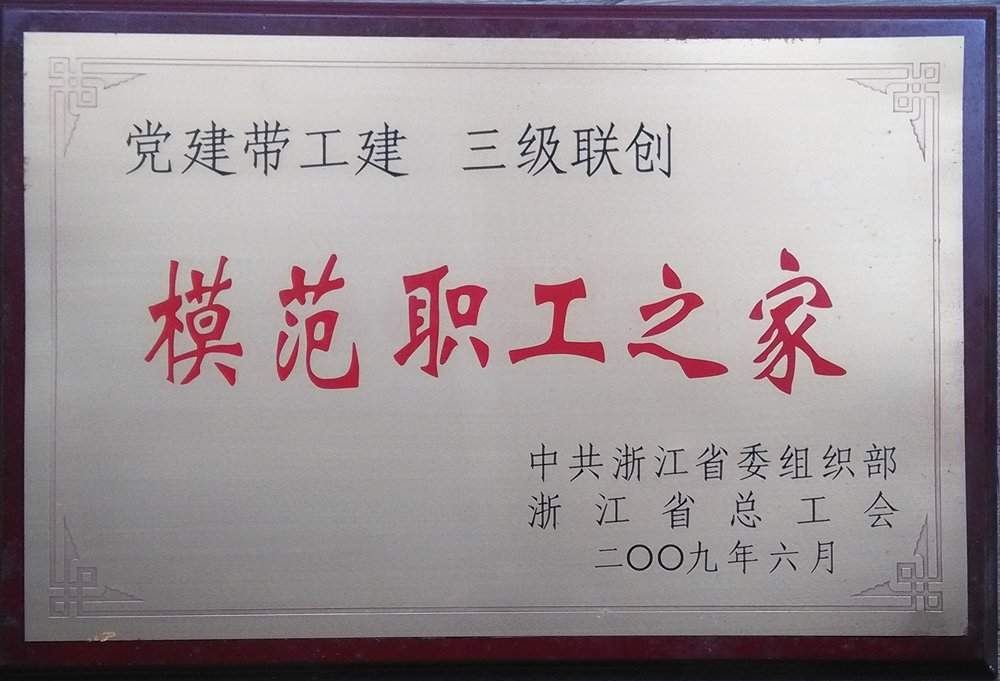 党建带工建 三级联创
模范职工之家
中共浙江省委组织部
浙江省总工会
二〇〇九年六月